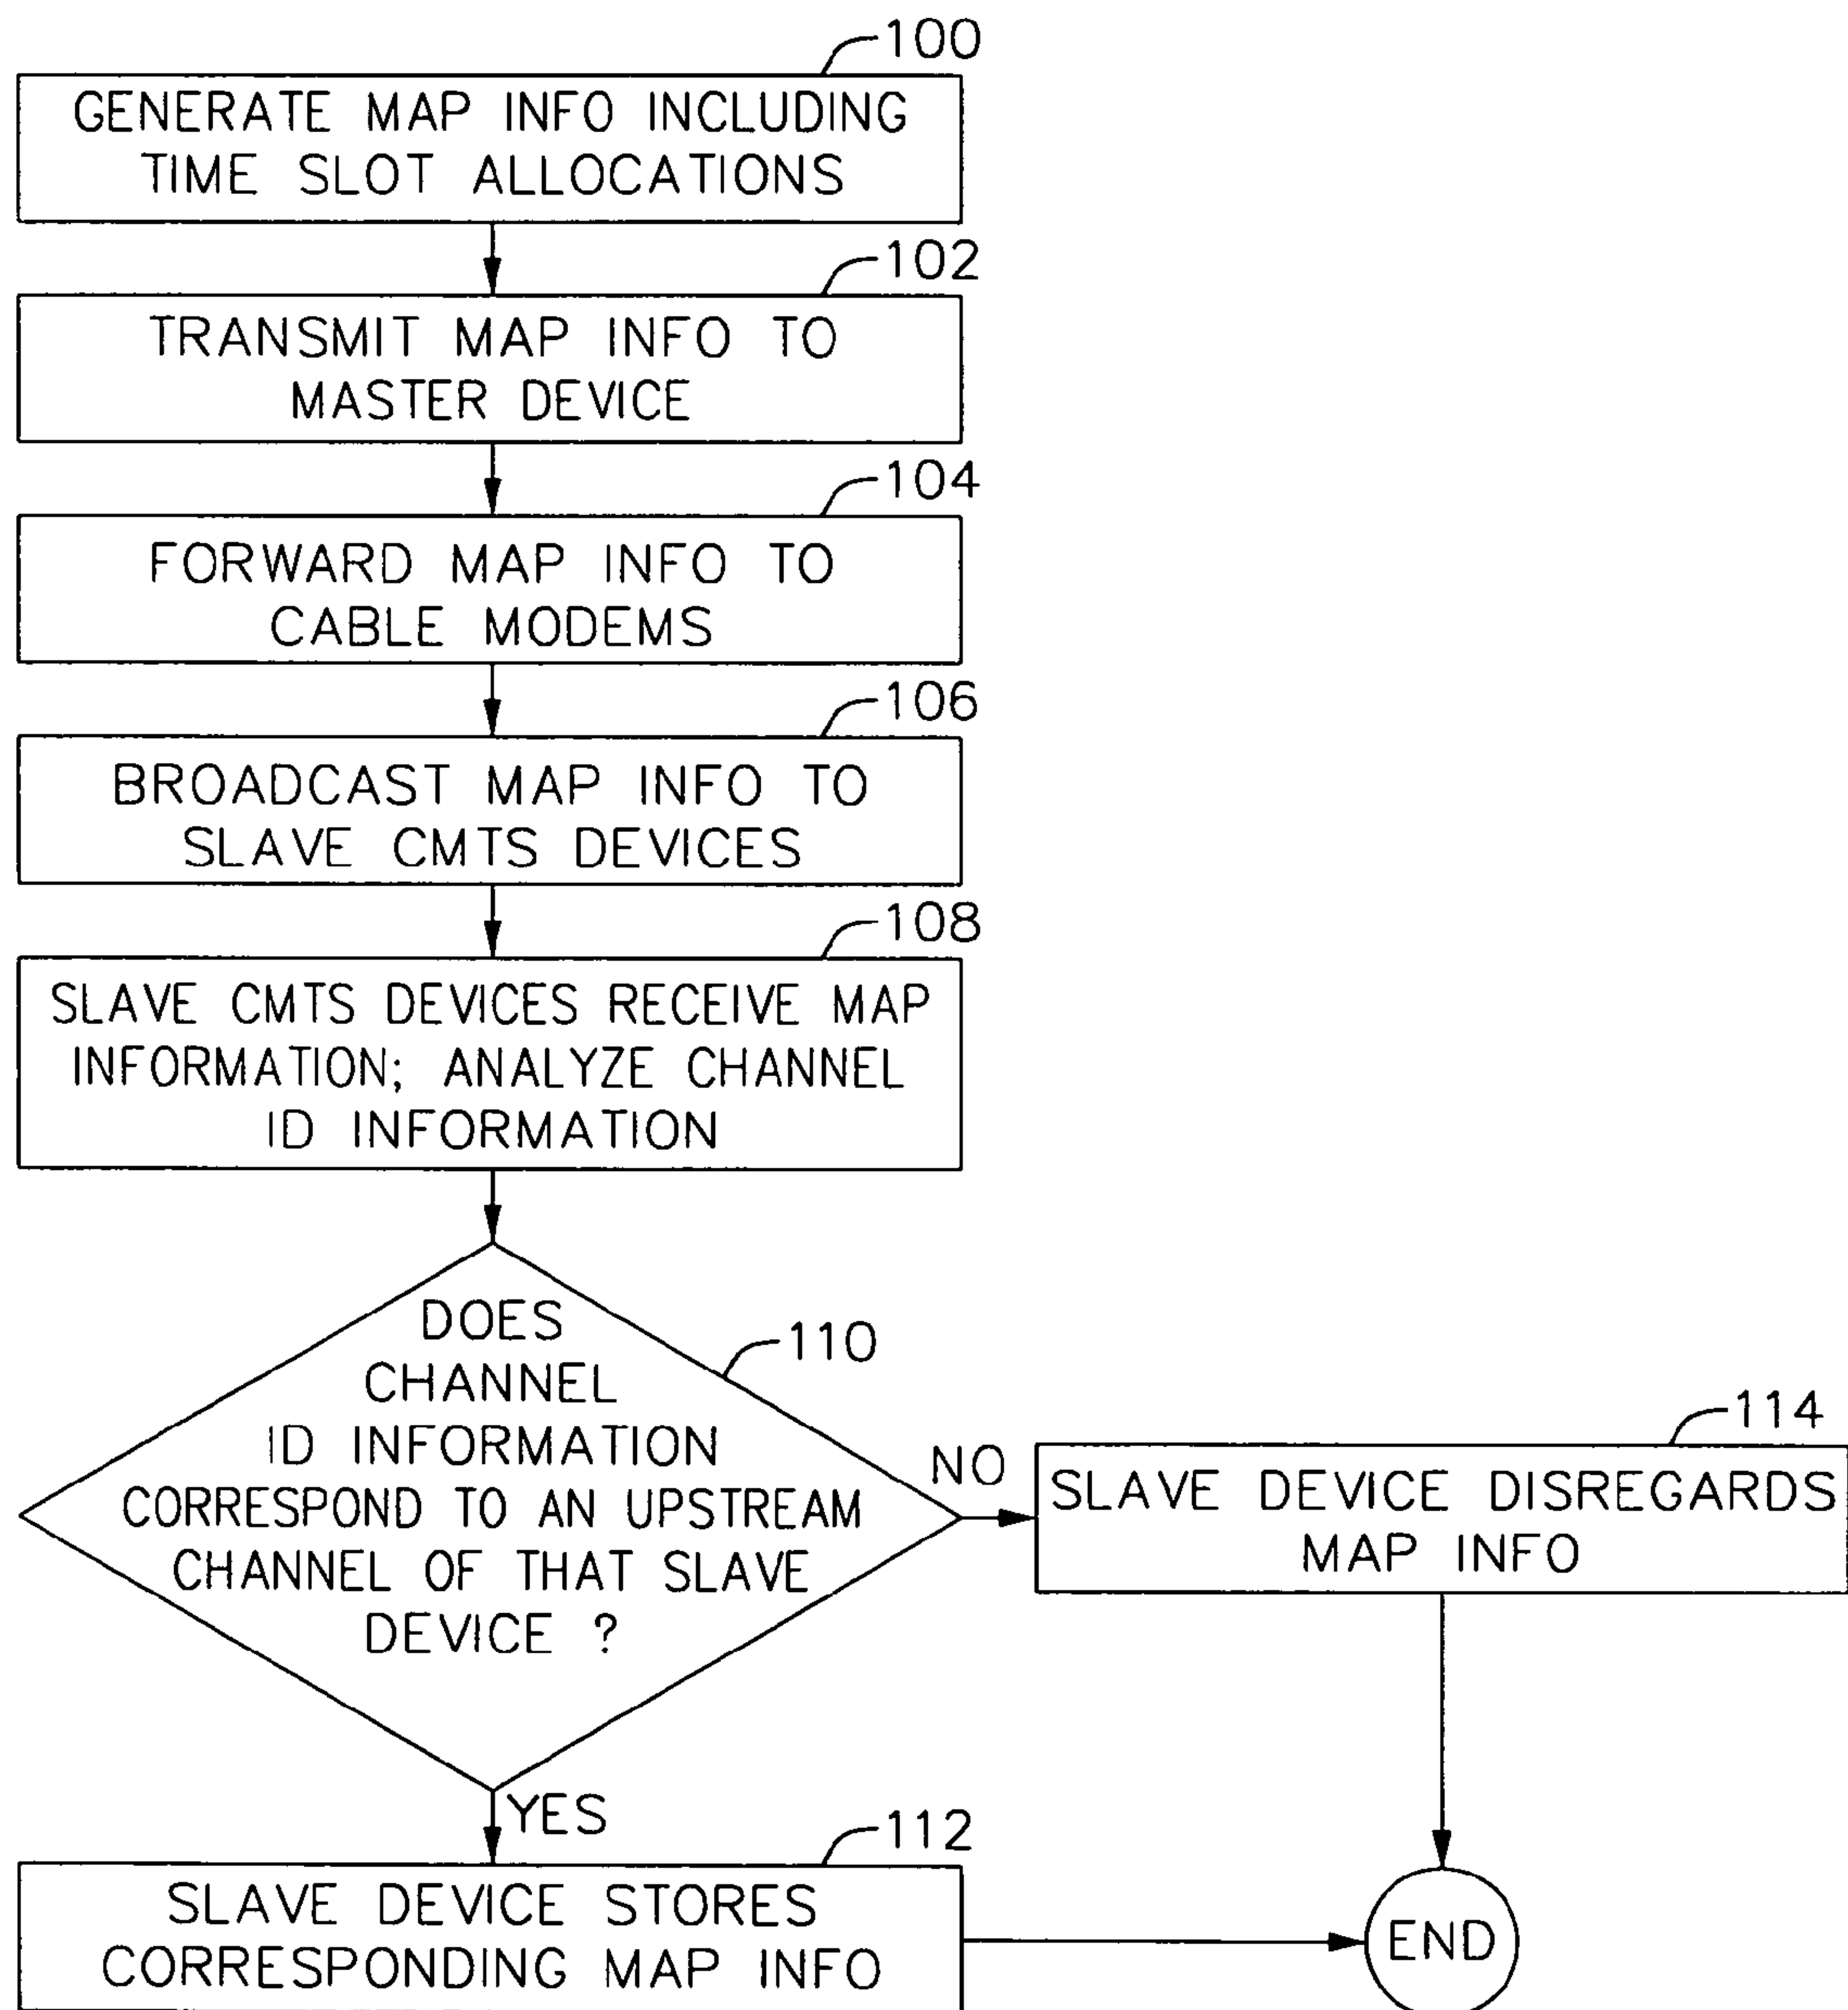 100
GENERATE MAP INFO INCLUDING
TIME SLOT ALLOCATIONS
102
TRANSMIT MAP INFO TO
MASTER DEVICE
104
FORWARD MAP INFO TO
CABLE MODEMS
106
BROADCAST MAP INFO TO
SLAVE CMTS DEVICES
108
SLAVE CMTS DEVICES RECEIVE MAP
INFORMATION; ANALYZE CHANNEL
ID INFORMATION
110
DOES
CHANNEL
ID INFORMATION
CORRESPOND TO AN UPSTREAM
CHANNEL OF THAT SLAVE
DEVICE ?
NO
114
SLAVE DEVICE DISREGARDS
MAP INFO
YES
112
SLAVE DEVICE STORES
CORRESPONDING MAP INFO
END